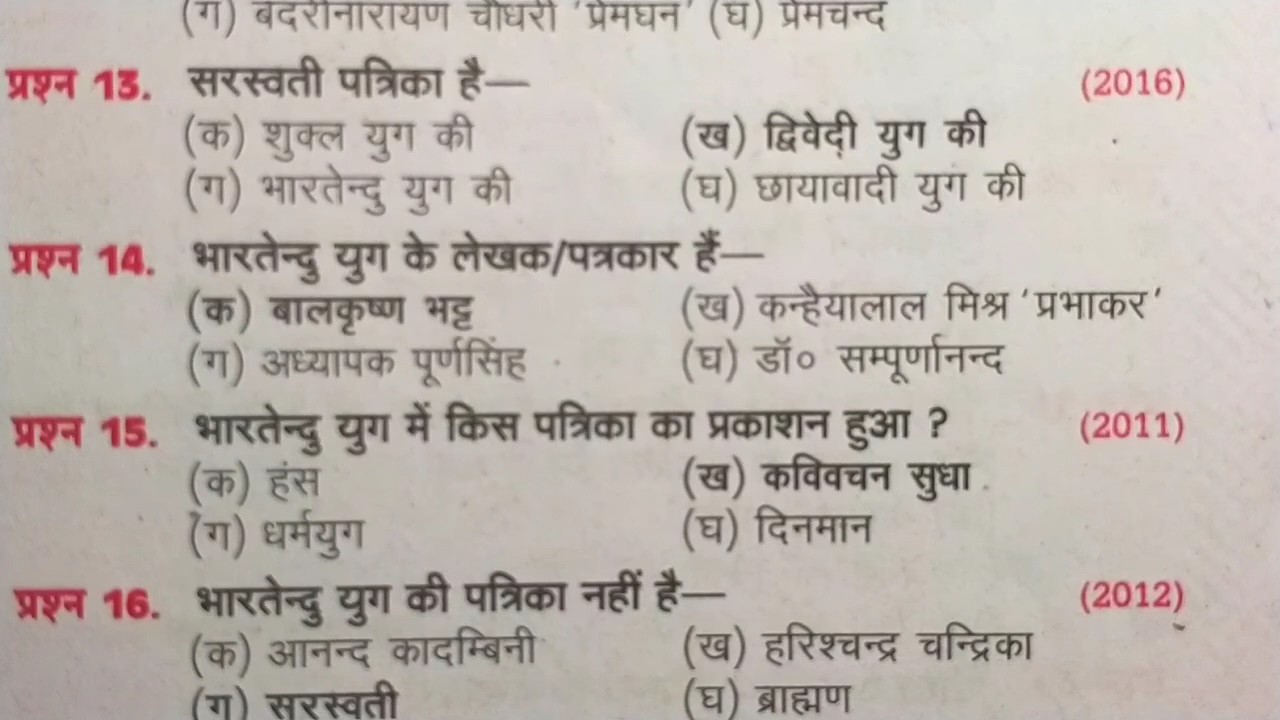 (ग) बदरीनारायण चौधरी 'प्रेमघन' (घ) प्रेमचन्द
प्रश्न 13. सरस्वती पत्रिका है— (2016)
(क) शुक्ल युग की (ख) द्विवेदी युग की
(ग) भारतेन्दु युग की (घ) छायावादी युग की
प्रश्न 14. भारतेन्दु युग के लेखक/पत्रकार हैं—
(क) बालकृष्ण भट्ट (ख) कन्हैयालाल मिश्र 'प्रभाकर'
(ग) अध्यापक पूर्णसिंह (घ) डॉ० सम्पूर्णानन्द
प्रश्न 15. भारतेन्दु युग में किस पत्रिका का प्रकाशन हुआ ? (2011)
(क) हंस (ख) कविवचन सुधा
(ग) धर्मयुग (घ) दिनमान
प्रश्न 16. भारतेन्दु युग की पत्रिका नहीं है— (2012)
(क) आनन्द कादम्बिनी (ख) हरिश्चन्द्र चन्द्रिका
(ग) सरस्वती (घ) ब्राह्मण